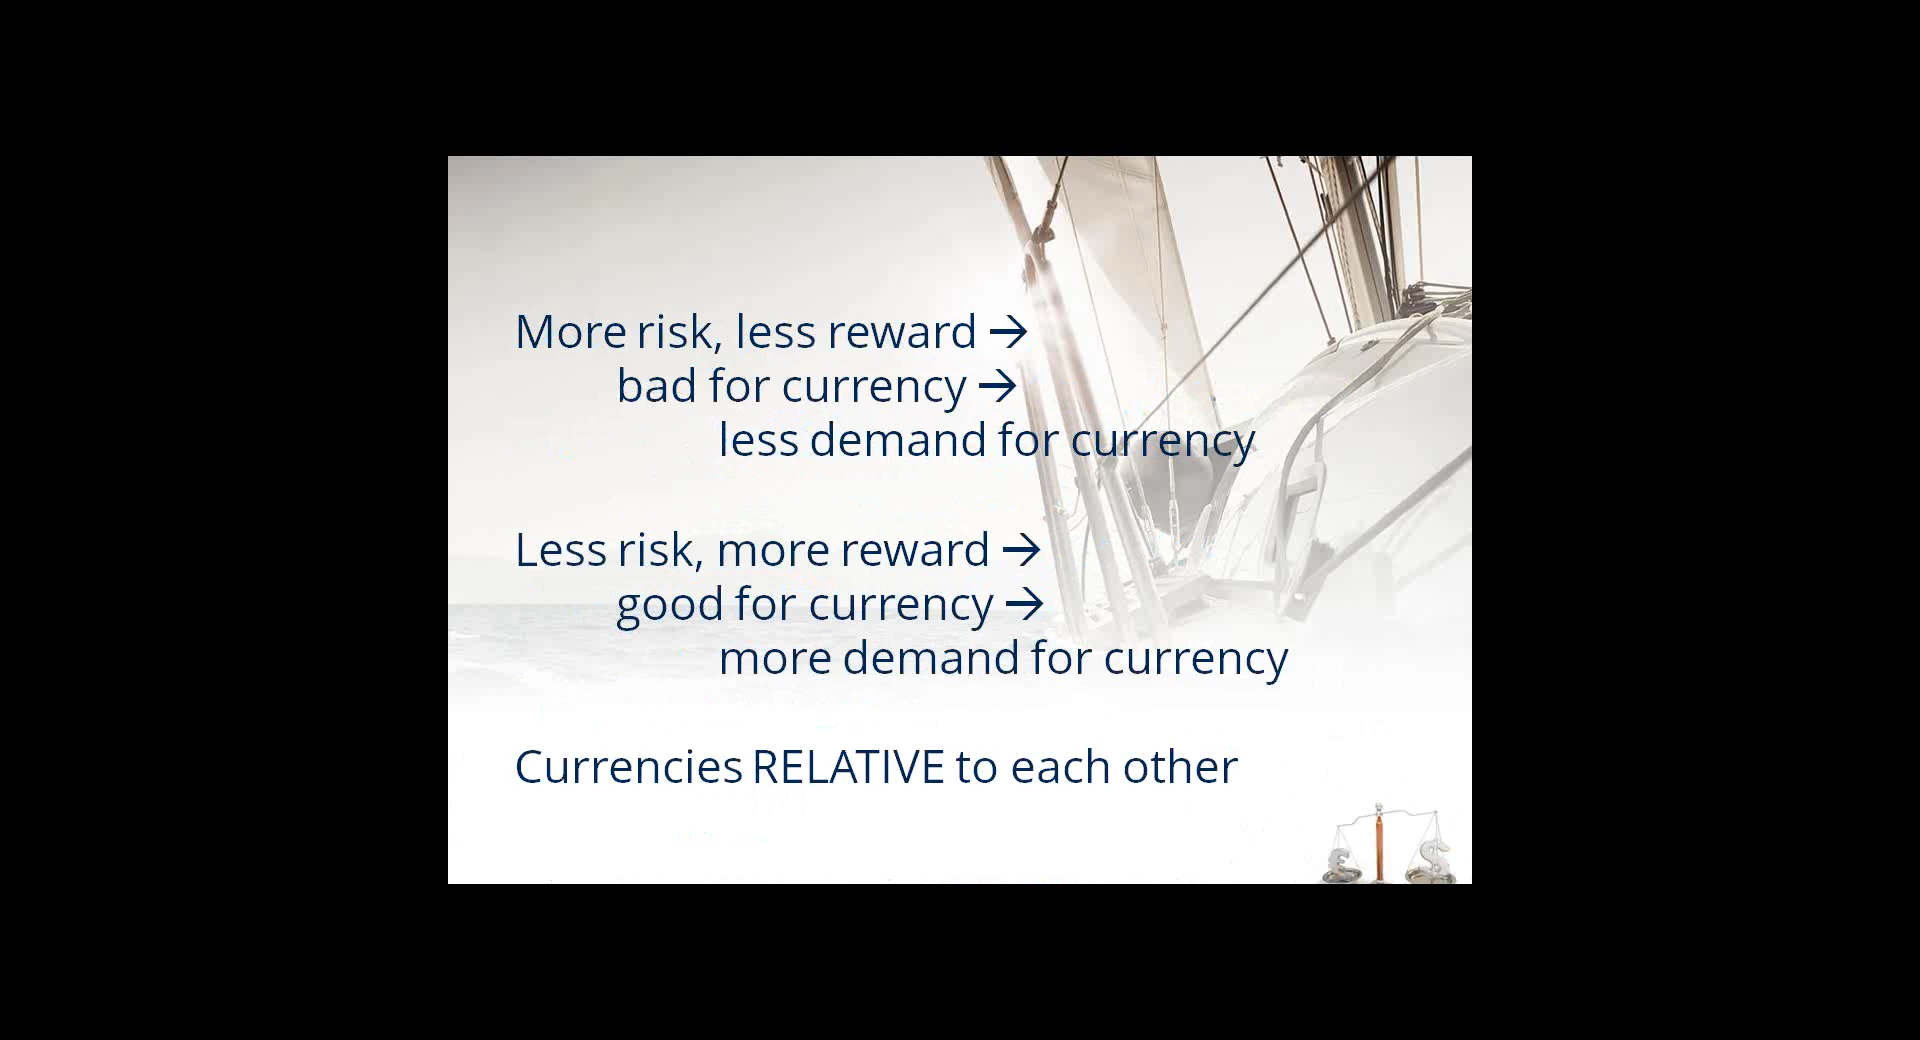 More risk, less reward →
bad for currency →
less demand for currency
Less risk, more reward →
good for currency →
more demand for currency
Currencies RELATIVE to each other